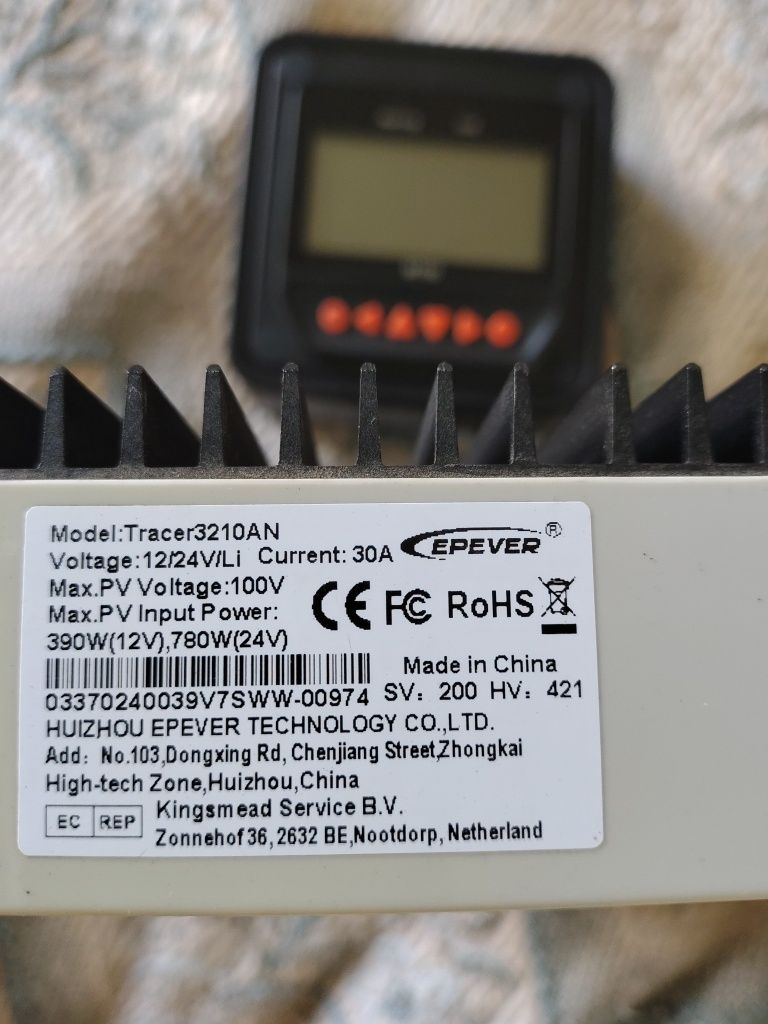 Model:Tracer3210AN
Voltage:12/24V/Li Current: 30A
EPEVER®
Max.PV Voltage:100V
Max.PV Input Power:
390W(12V),780W(24V)
CE FC RoHS
Made in China
03370240039V7SWW-00974 SV: 200 HV: 421
HUIZHOU EPEVER TECHNOLOGY CO.,LTD.
Add: No.103,Dongxing Rd, Chenjiang Street,Zhongkai
High-tech Zone,Huizhou,China
EC REP Kingsmead Service B.V.
Zonnehof 36, 2632 BE,Nootdorp, Netherland